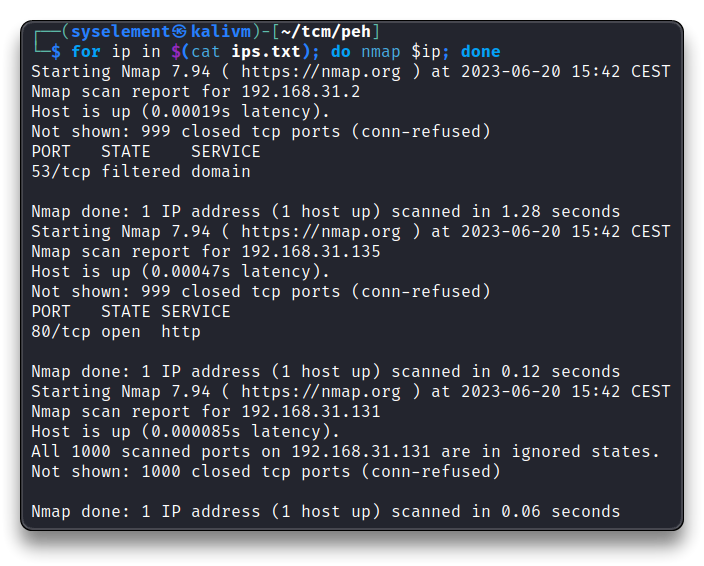 ┌──(syselement㉿kalivm)-[~/tcm/peh]
└─$ for ip in $(cat ips.txt); do nmap $ip; done
Starting Nmap 7.94 ( https://nmap.org ) at 2023-06-20 15:42 CEST
Nmap scan report for 192.168.31.2
Host is up (0.00019s latency).
Not shown: 999 closed tcp ports (conn-refused)
PORT   STATE    SERVICE
53/tcp filtered domain

Nmap done: 1 IP address (1 host up) scanned in 1.28 seconds
Starting Nmap 7.94 ( https://nmap.org ) at 2023-06-20 15:42 CEST
Nmap scan report for 192.168.31.135
Host is up (0.00047s latency).
Not shown: 999 closed tcp ports (conn-refused)
PORT   STATE SERVICE
80/tcp open  http

Nmap done: 1 IP address (1 host up) scanned in 0.12 seconds
Starting Nmap 7.94 ( https://nmap.org ) at 2023-06-20 15:42 CEST
Nmap scan report for 192.168.31.131
Host is up (0.000085s latency).
All 1000 scanned ports on 192.168.31.131 are in ignored states.
Not shown: 1000 closed tcp ports (conn-refused)

Nmap done: 1 IP address (1 host up) scanned in 0.06 seconds